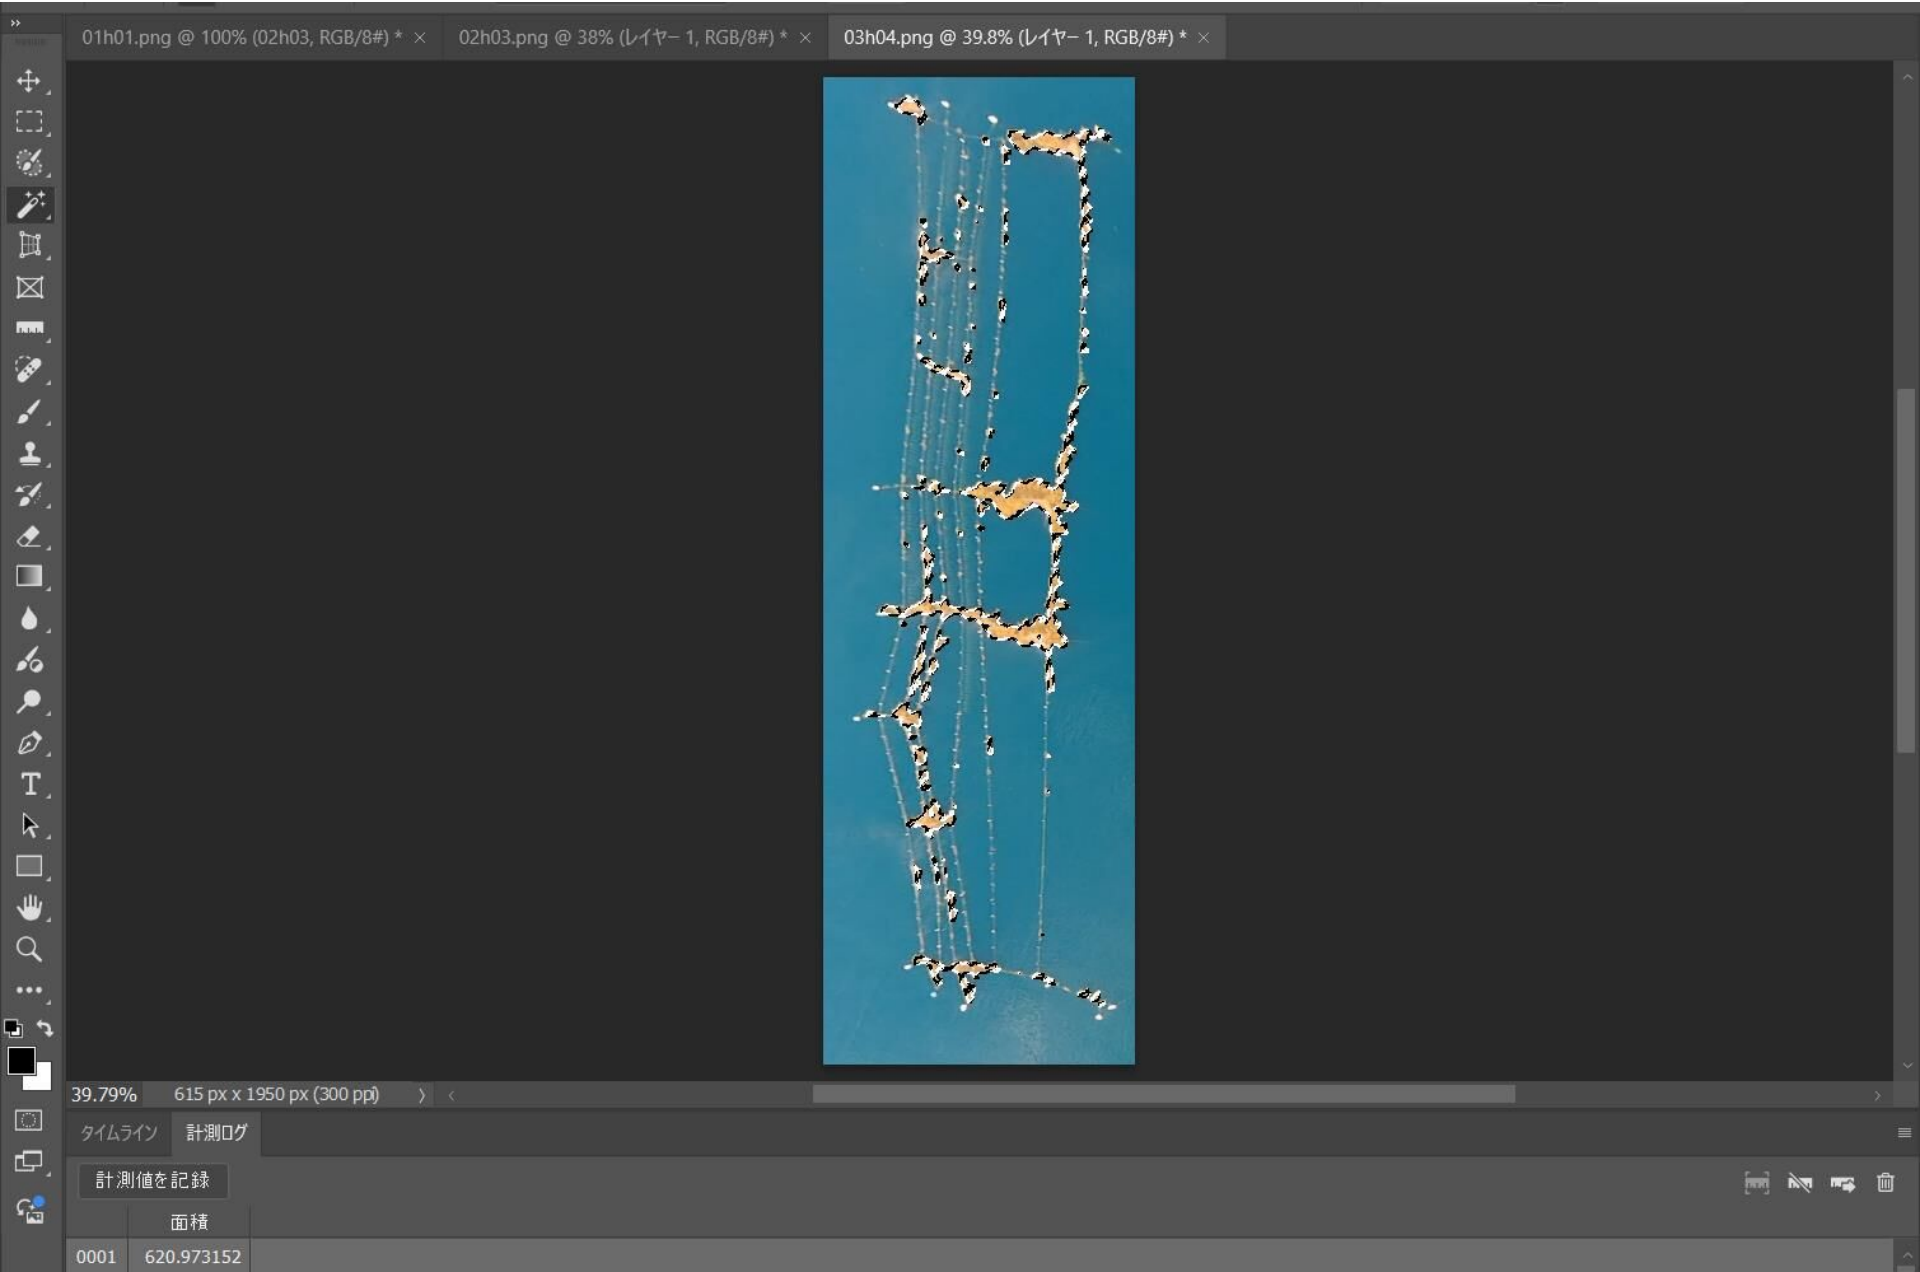 01h01.png @ 100% (02h03, RGB/8#) *
02h03.png @ 38% (レイヤー 1, RGB/8#) *
03h04.png @ 39.8% (レイヤー 1, RGB/8#) *
39.79%
615 px x 1950 px (300 ppi)
タイムライン
計測ログ
計測値を記録
面積
0001 620.973152